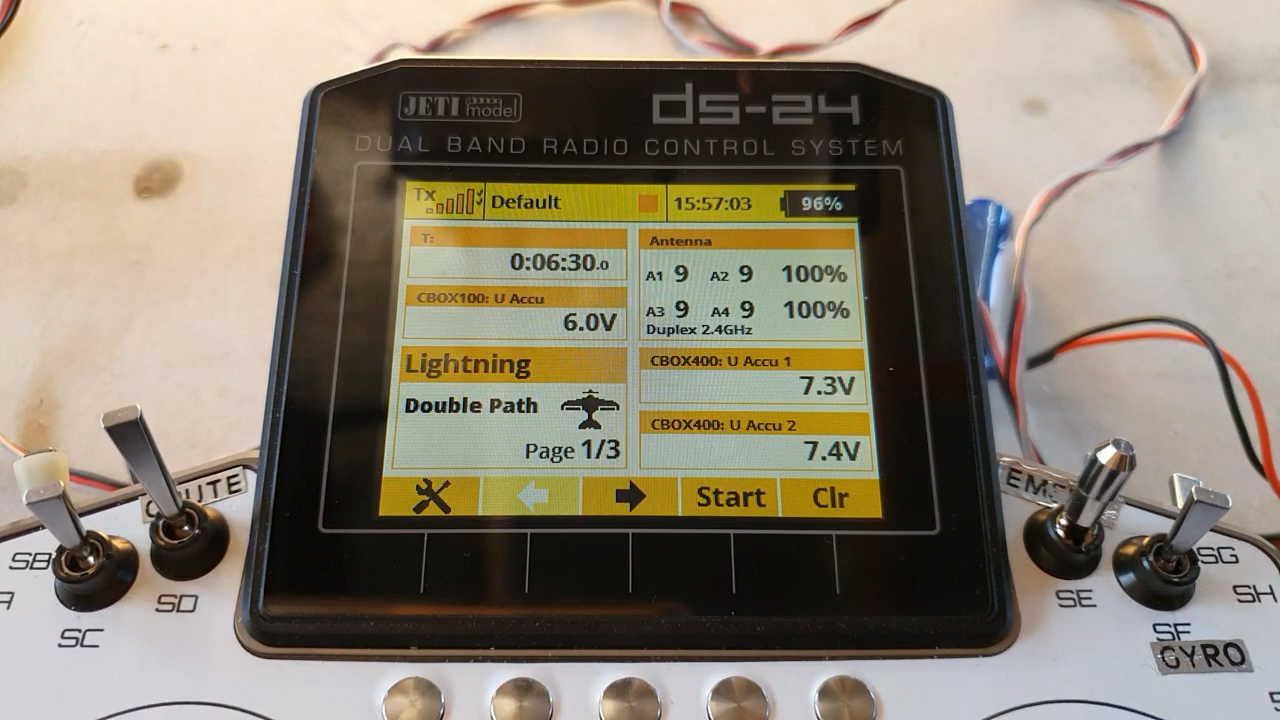 JETI model
ds-24
DUAL BAND RADIO CONTROL SYSTEM
Tx Default 15:57:03 96%
T:
0:06:30.0
CBOX100: U Accu
6.0V
Lightning
Double Path
Page 1/3
Antenna
A1 9 A2 9 100%
A3 9 A4 9 100%
Duplex 2.4GHz
CBOX400: U Accu 1
7.3V
CBOX400: U Accu 2
7.4V
Start Clr
SB
SC
SD
SE
SF
SG
SH
GYRO